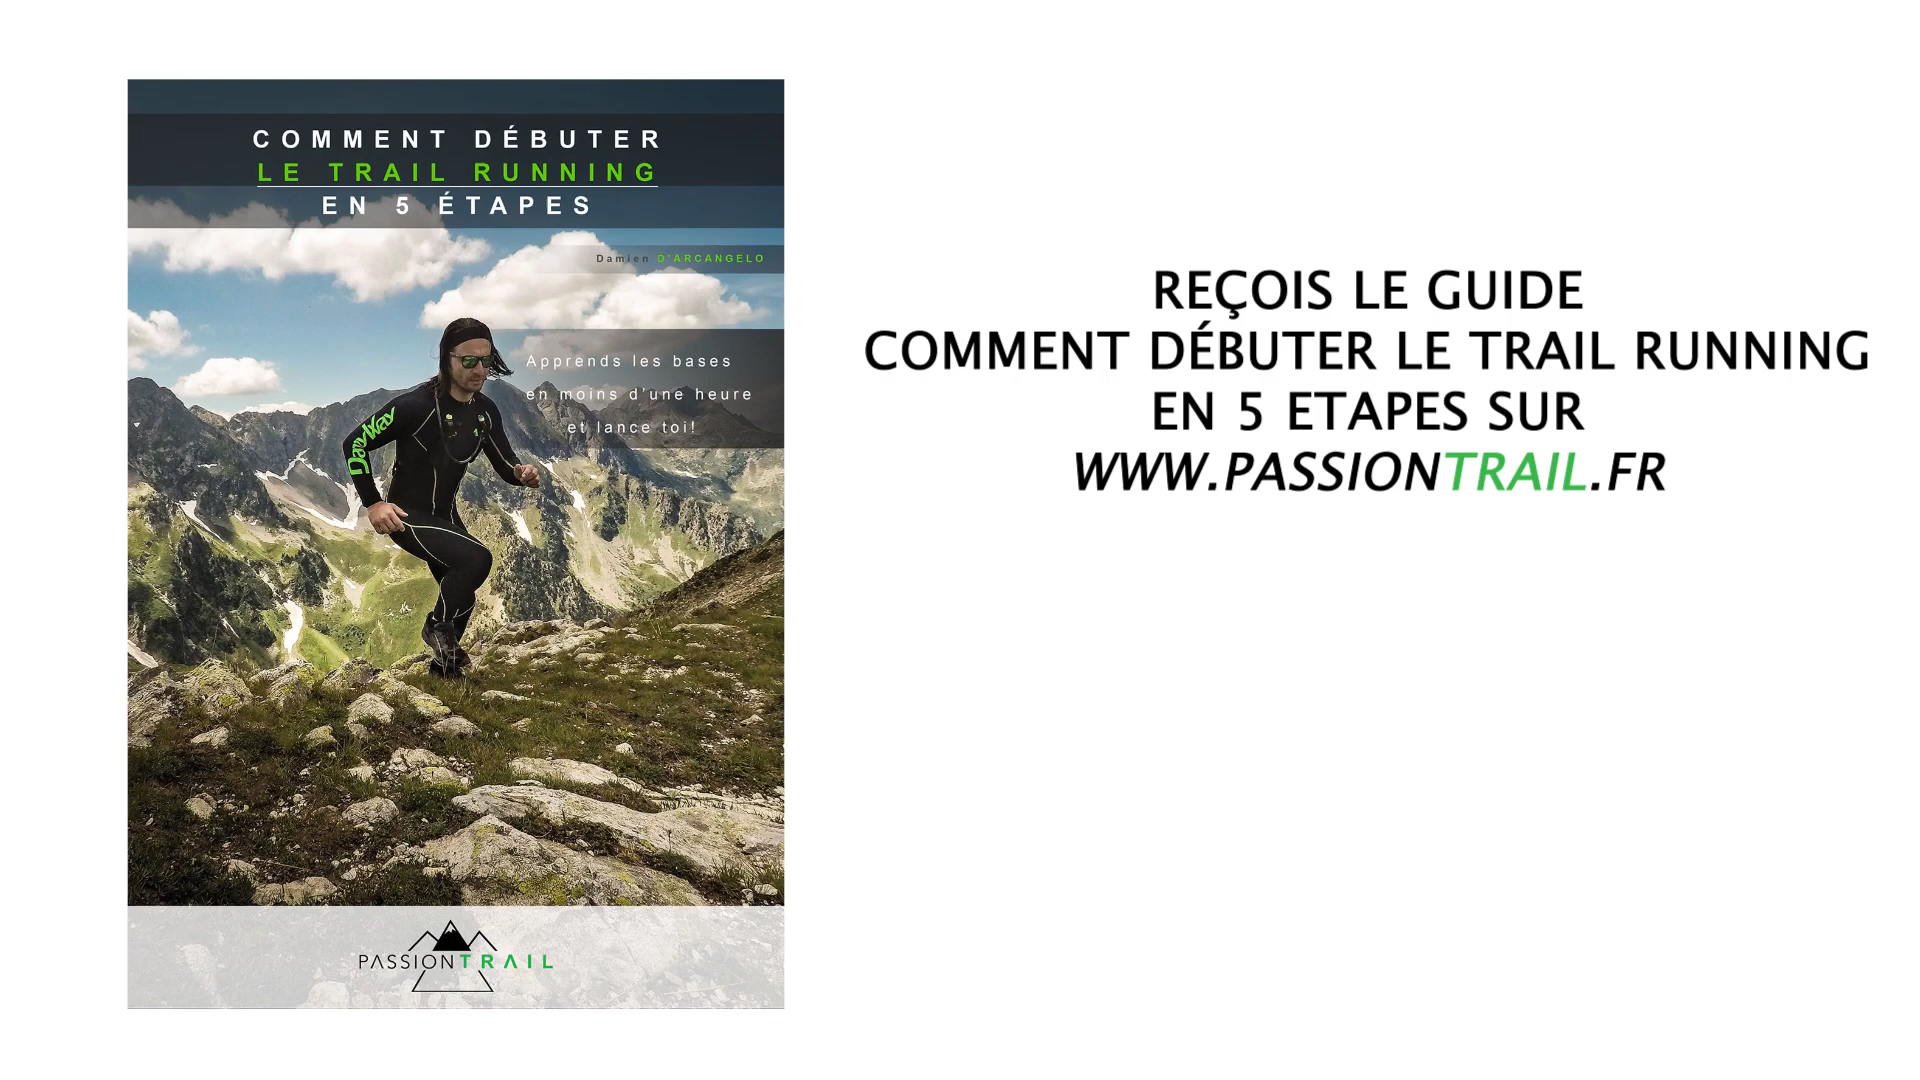 COMMENT DÉBUTER
LE TRAIL RUNNING
EN 5 ÉTAPES
Damien D'ARCANGELO
Apprends les bases
en moins d'une heure
et lance toi!
DarwWay
PASSIONTRAIL
REÇOIS LE GUIDE
COMMENT DÉBUTER LE TRAIL RUNNING
EN 5 ETAPES SUR
WWW.PASSIONTRAIL.FR